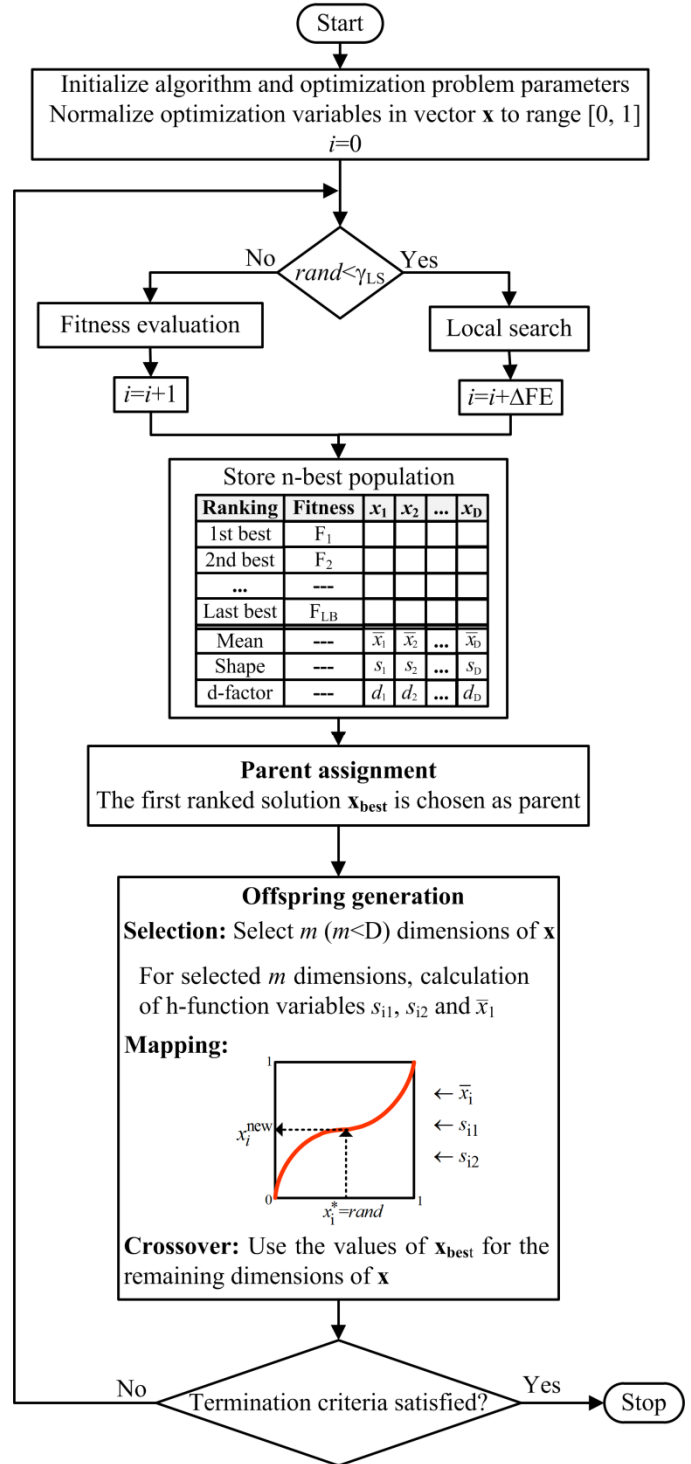 Start
Initialize algorithm and optimization problem parameters
Normalize optimization variables in vector x to range [0, 1]
i=0
No
rand<γLS
Yes
Fitness evaluation
Local search
i=i+1
i=i+ΔFE
Store n-best population
Ranking Fitness x1 x2 ... xD
1st best F1
2nd best F2
... ---
Last best FLB
Mean --- x̅1 x̅2 ... x̅D
Shape --- s1 s2 ... sD
d-factor --- d1 d2 ... dD
Parent assignment
The first ranked solution xbest is chosen as parent
Offspring generation
Selection: Select m (m<D) dimensions of x
For selected m dimensions, calculation
of h-function variables si1, si2 and x̅1
Mapping:
1
← x̅i
xi new
← si1
← si2
0
1
xi*=rand
Crossover: Use the values of xbest for the
remaining dimensions of x
No
Termination criteria satisfied?
Yes
Stop